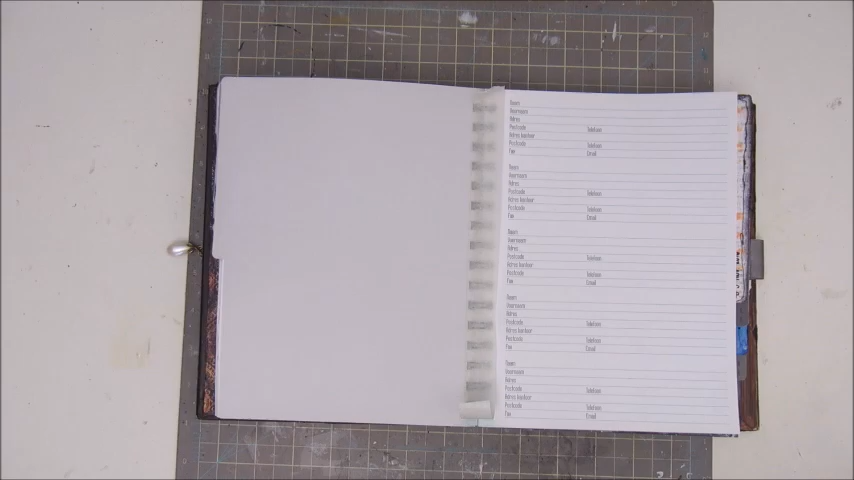 Naam
Voornaam
Adres
Postcode Telefoon
Adres kantoor
Postcode Telefoon
Fax Email
Naam
Voornaam
Adres
Postcode Telefoon
Adres kantoor
Postcode Telefoon
Fax Email
Naam
Voornaam
Adres
Postcode Telefoon
Adres kantoor
Postcode Telefoon
Fax Email
Naam
Voornaam
Adres
Postcode Telefoon
Adres kantoor
Postcode Telefoon
Fax Email
Naam
Voornaam
Adres
Postcode Telefoon
Adres kantoor
Postcode Telefoon
Fax Email